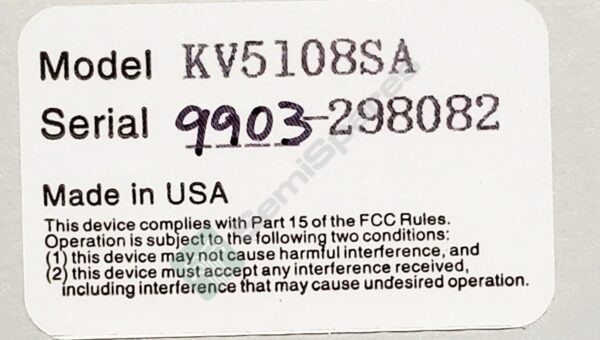 Model KV5108SA
Serial 9903-298082
Made in USA
This device complies with Part 15 of the FCC Rules.
Operation is subject to the following two conditions:
(1) this device may not cause harmful interference, and
(2) this device must accept any interference received,
including interference that may cause undesired operation.
SemiSpares